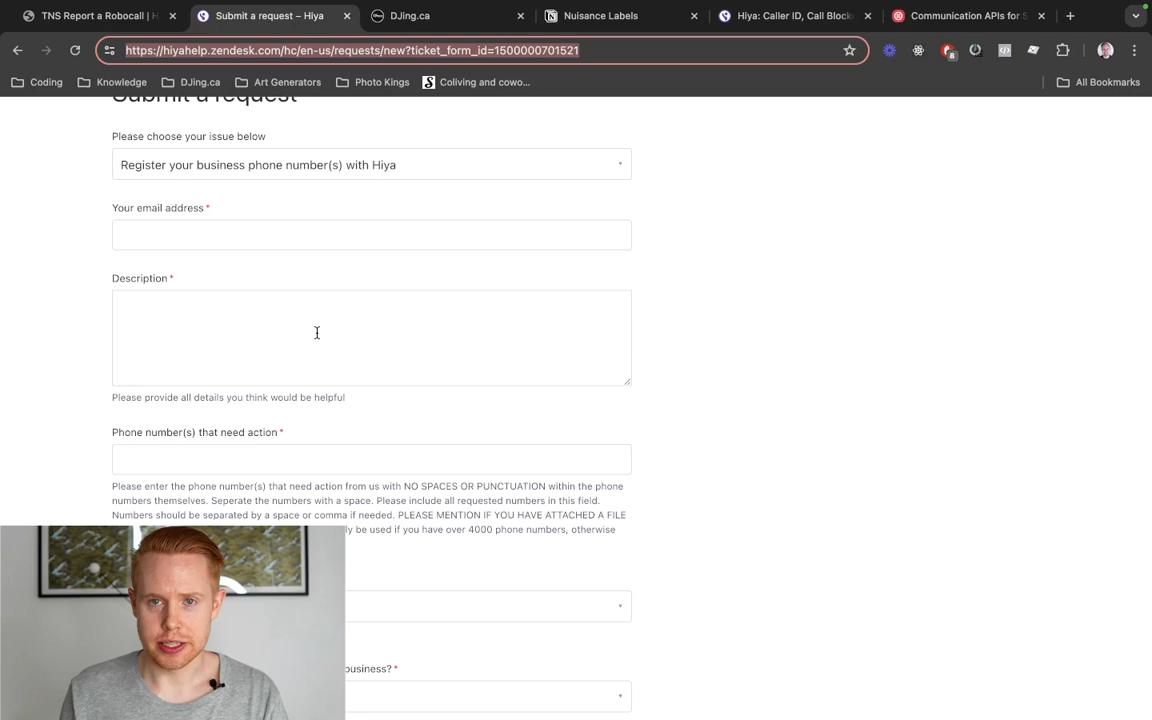 TNS Report a Robocall | H
Submit a request – Hiya
DJing.ca
Nuisance Labels
Hiya: Caller ID, Call Block
Communication APIs for S
https://hiyahelp.zendesk.com/hc/en-us/requests/new?ticket_form_id=1500000701521
8
Coding
Knowledge
DJing.ca
Art Generators
Photo Kings
Coliving and cowo...
All Bookmarks
Submit a request
Please choose your issue below
Register your business phone number(s) with Hiya
Your email address *
Description *
Please provide all details you think would be helpful
Phone number(s) that need action *
Please enter the phone number(s) that need action from us with NO SPACES OR PUNCTUATION within the phone
numbers themselves. Seperate the numbers with a space. Please include all requested numbers in this field.
Numbers should be separated by a space or comma if needed. PLEASE MENTION IF YOU HAVE ATTACHED A FILE
be used if you have over 4000 phone numbers, otherwise
business? *